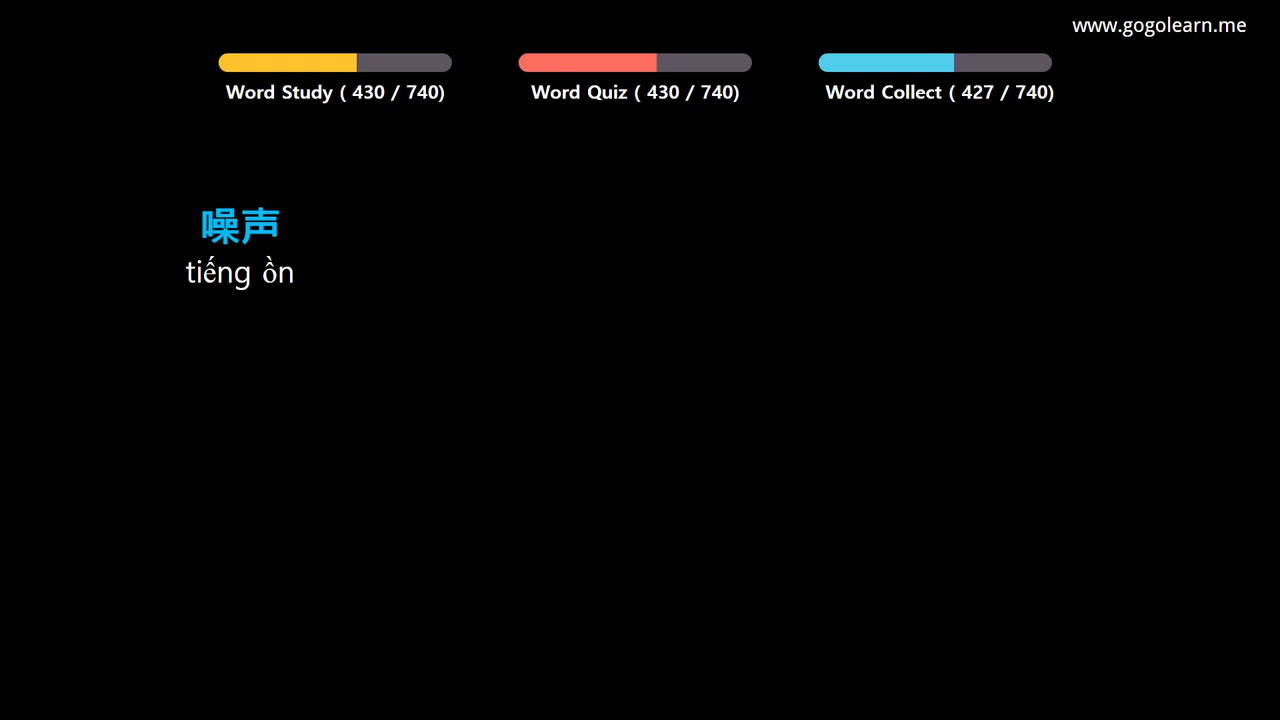 www.gogolearn.me
Word Study ( 430 / 740)
Word Quiz ( 430 / 740)
Word Collect ( 427 / 740)
噪声
tiếng ồn